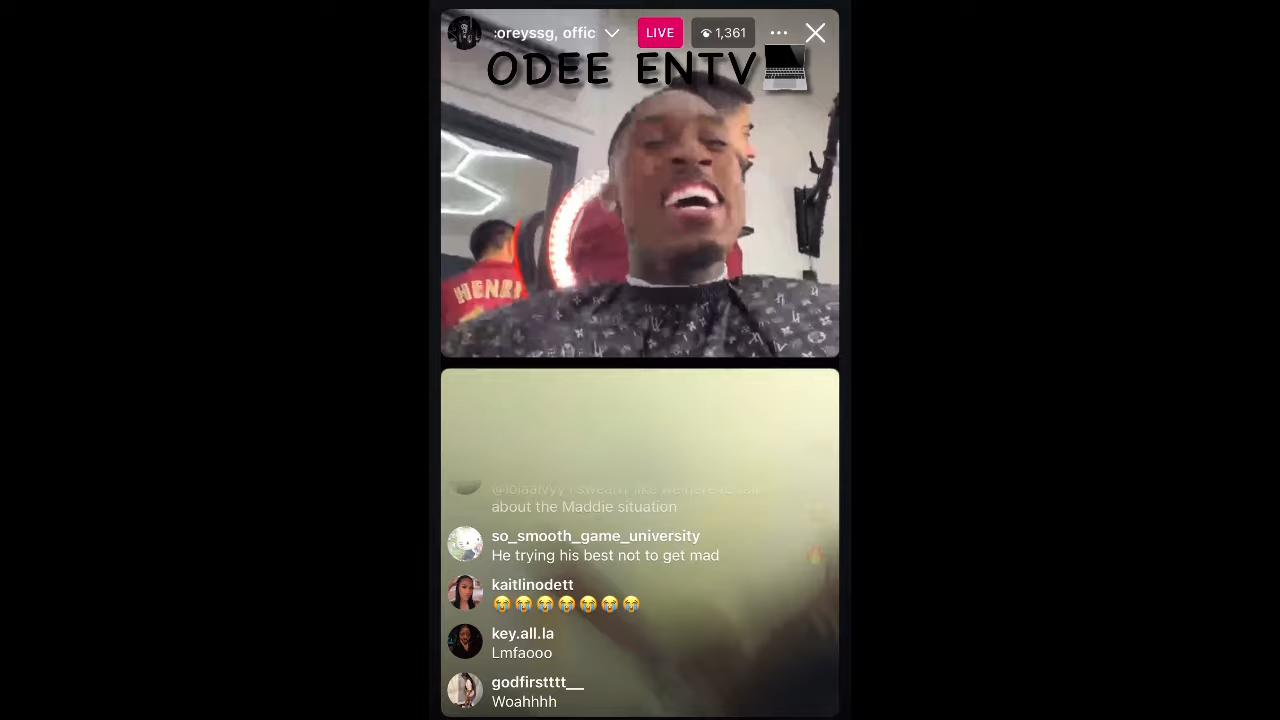 :oreyssg, offic
LIVE
1,361
ODEE ENTV
HENRY
about the Maddie situation
so_smooth_game_university
He trying his best not to get mad
kaitlinodett
😭😭😭😭😭😭😭
key.all.la
Lmfaooo
godfirstttt__
Woahhhh